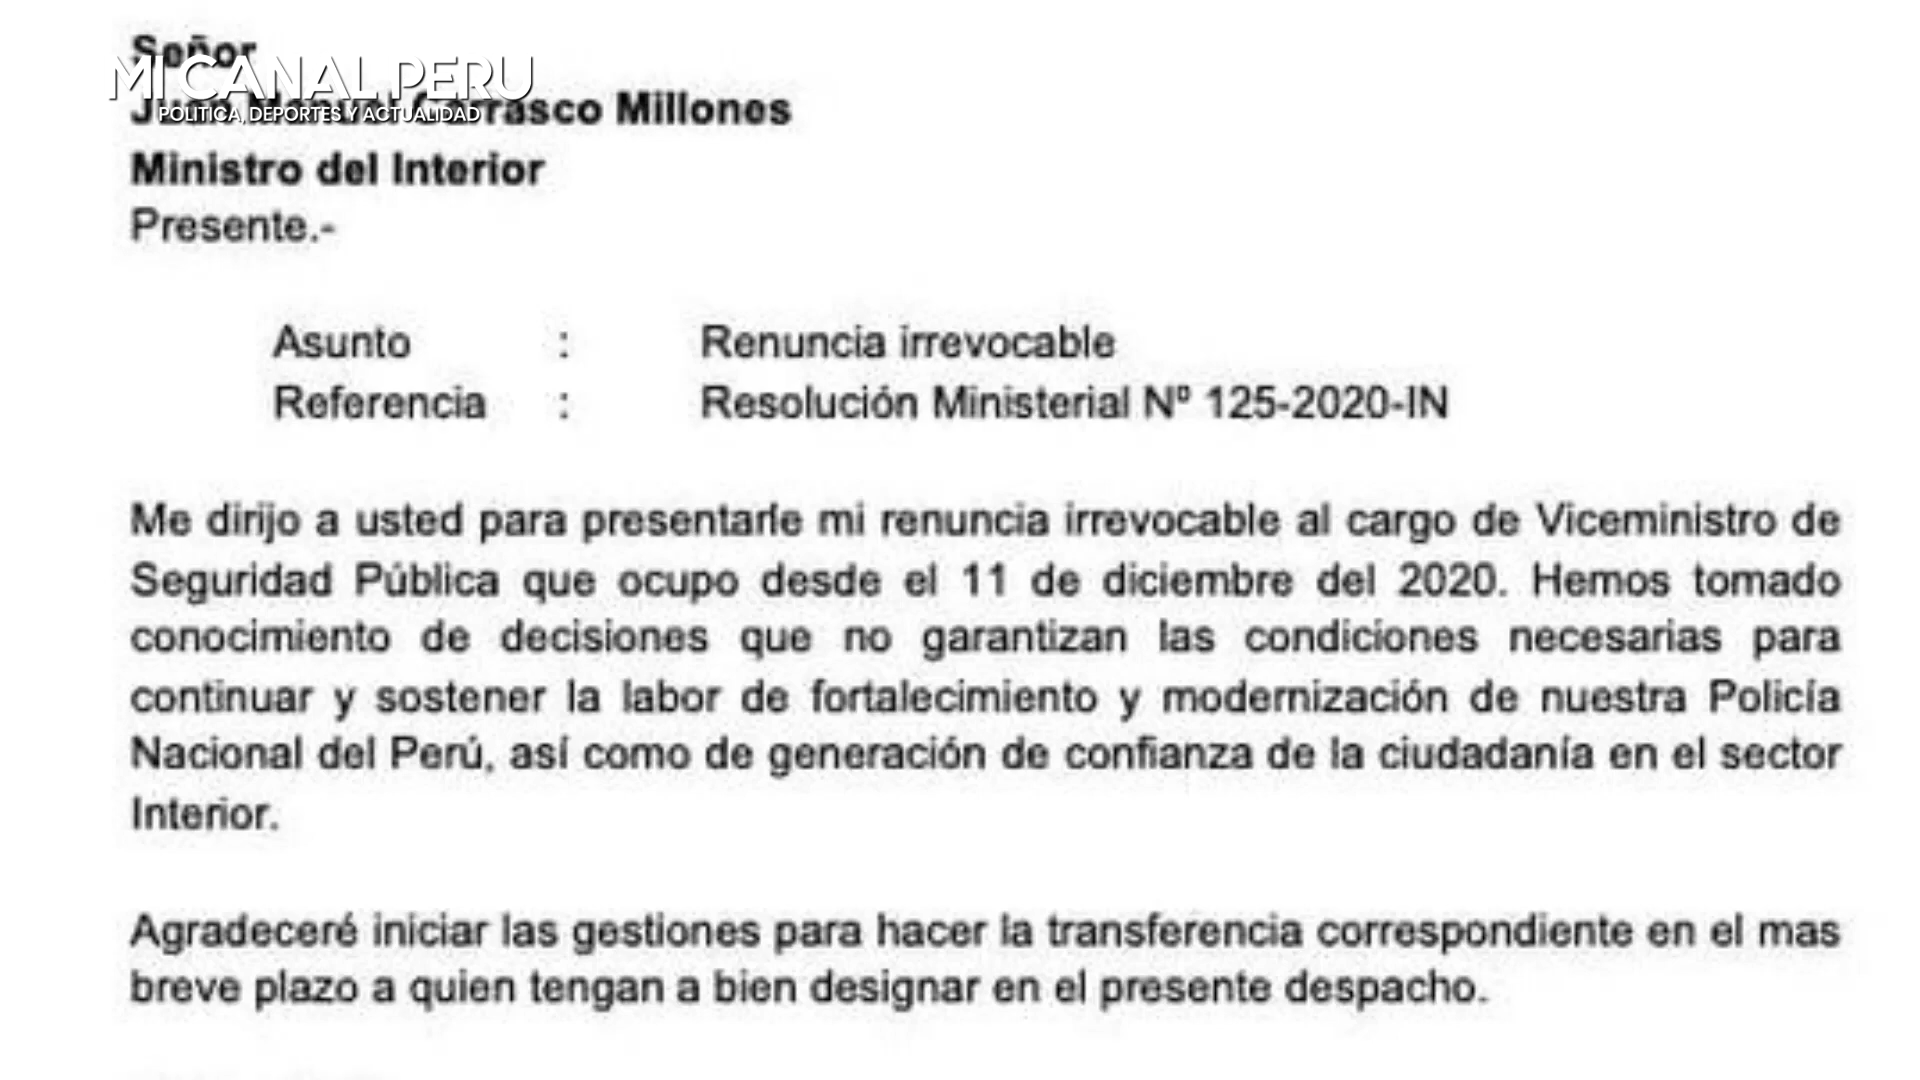 Señor
MI CANAL PERU
POLITICA, DEPORTES Y ACTUALIDAD
Carrasco Millones
Ministro del Interior
Presente.-
Asunto : Renuncia irrevocable
Referencia : Resolución Ministerial Nº 125-2020-IN
Me dirijo a usted para presentarle mi renuncia irrevocable al cargo de Viceministro de
Seguridad Pública que ocupo desde el 11 de diciembre del 2020. Hemos tomado
conocimiento de decisiones que no garantizan las condiciones necesarias para
continuar y sostener la labor de fortalecimiento y modernización de nuestra Policía
Nacional del Perú, así como de generación de confianza de la ciudadanía en el sector
Interior.
Agradeceré iniciar las gestiones para hacer la transferencia correspondiente en el mas
breve plazo a quien tengan a bien designar en el presente despacho.